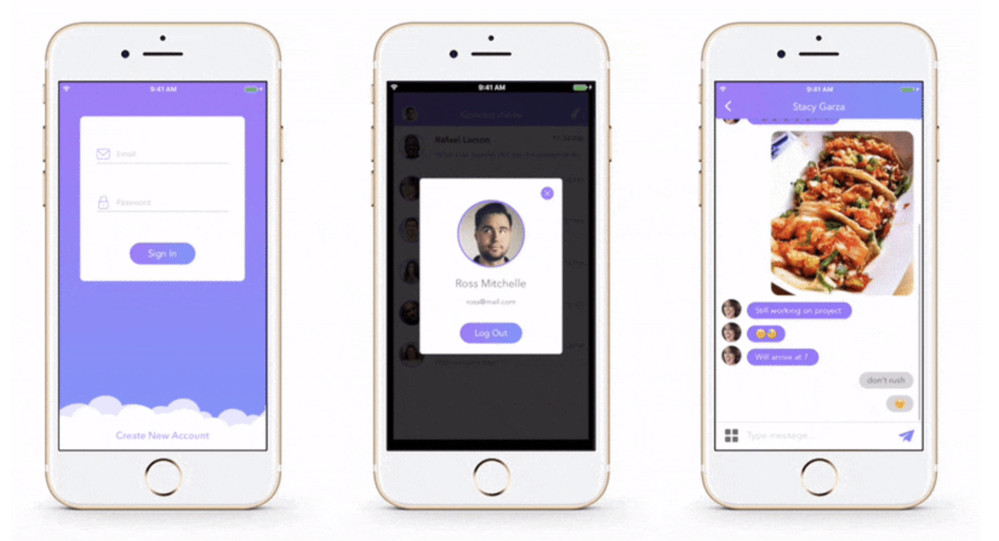 9:41 AM
Email
Password
Sign In
Create New Account
9:41 AM
Rafael Larson
Ross Mitchelle
ross@mail.com
Log Out
9:41 AM
Stacy Garza
Still working on project
Will arrive at 7
don't rush
Type message...